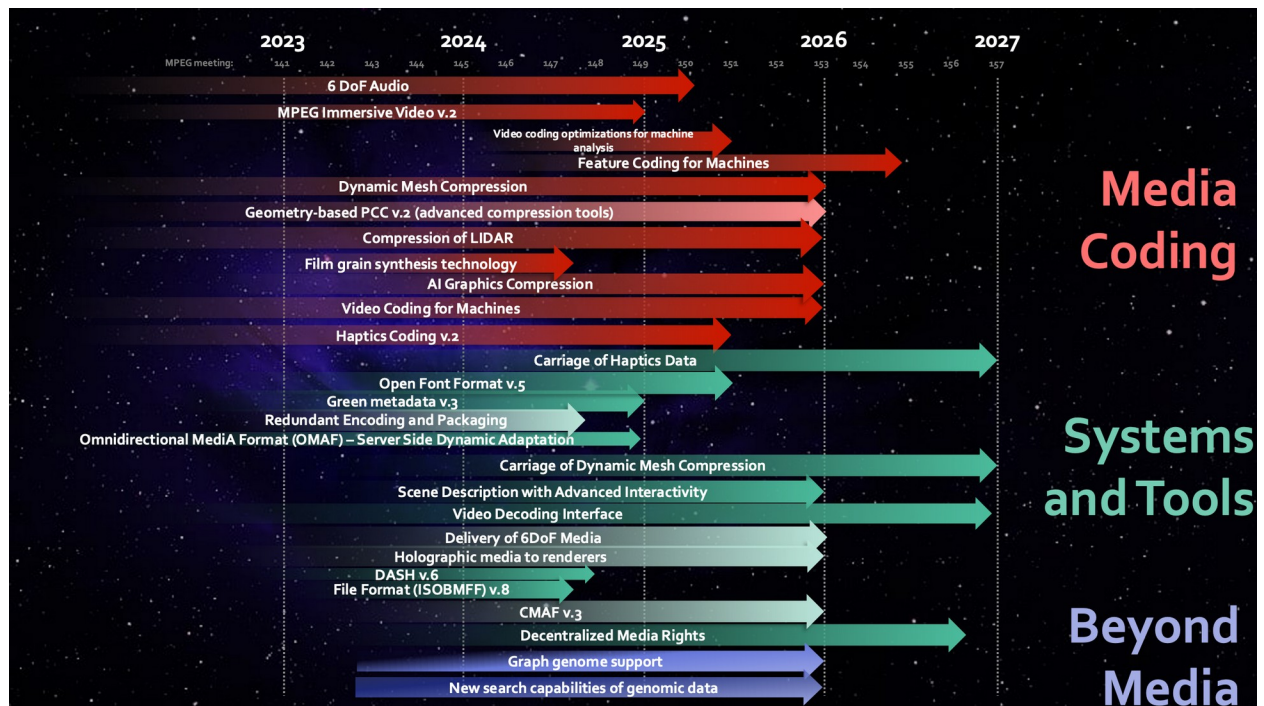 2023 2024 2025 2026 2027
MPEG meeting: 141 142 143 144 145 146 147 148 149 150 151 152 153 154 155 156 157
6 DoF Audio
MPEG Immersive Video v.2
Video coding optimizations for machine
analysis
Feature Coding for Machines
Dynamic Mesh Compression
Geometry-based PCC v.2 (advanced compression tools)
Compression of LIDAR
Film grain synthesis technology
AI Graphics Compression
Video Coding for Machines
Haptics Coding v.2
Media
Coding
Carriage of Haptics Data
Open Font Format v.5
Green metadata v.3
Redundant Encoding and Packaging
Omnidirectional MediA Format (OMAF) – Server Side Dynamic Adaptation
Carriage of Dynamic Mesh Compression
Scene Description with Advanced Interactivity
Video Decoding Interface
Delivery of 6DoF Media
Holographic media to renderers
DASH v.6
File Format (ISOBMFF) v.8
CMAF v.3
Decentralized Media Rights
Systems
and Tools
Graph genome support
New search capabilities of genomic data
Beyond
Media